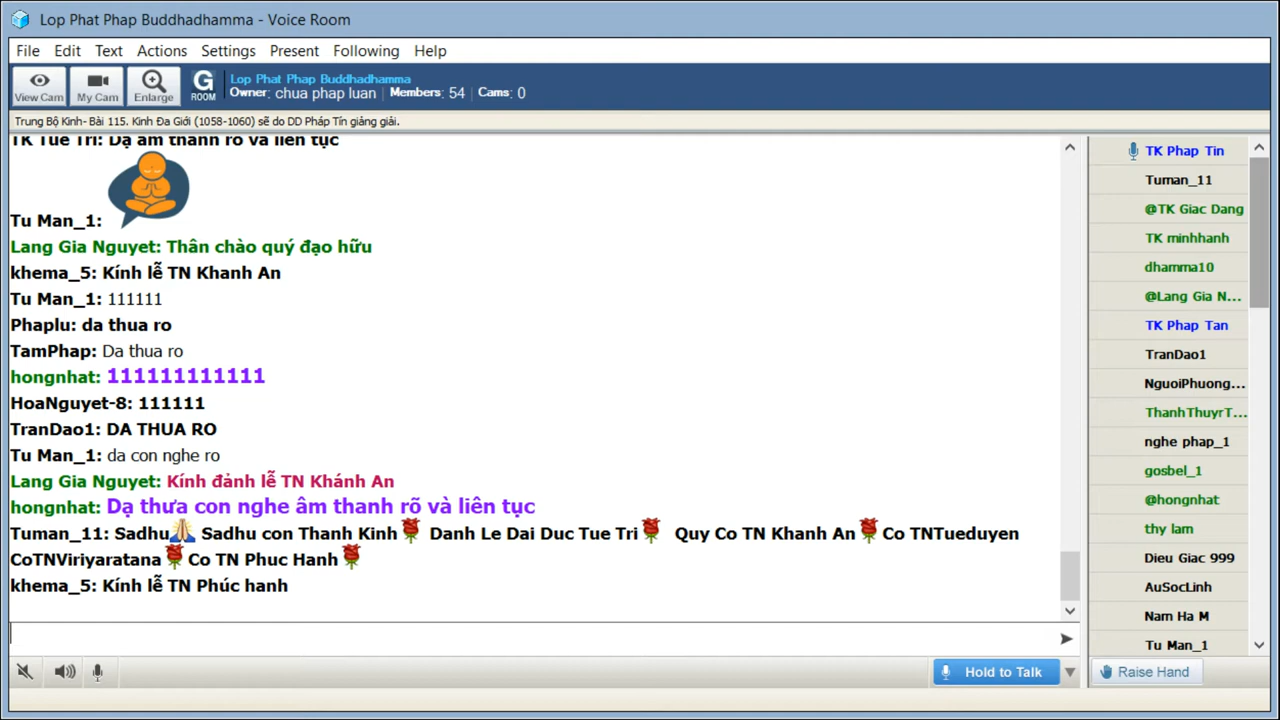 Lop Phat Phap Buddhadhamma - Voice Room
File Edit Text Actions Settings Present Following Help
View Cam My Cam Enlarge G ROOM Lop Phat Phap Buddhadhamma
Owner: chua phap luan Members: 54 Cams: 0
Trung Bộ Kinh- Bài 115. Kinh Đa Giới (1058-1060) sẽ do DD Pháp Tín giảng giải.
TK Tue Tri: Dạ âm thanh rõ và liên tục
Tu Man_1:
Lang Gia Nguyet: Thân chào quý đạo hữu
khema_5: Kính lễ TN Khanh An
Tu Man_1: 111111
Phaplu: da thua ro
TamPhap: Da thua ro
hongnhat: 111111111111
HoaNguyet-8: 111111
TranDao1: DA THUA RO
Tu Man_1: da con nghe ro
Lang Gia Nguyet: Kính đảnh lễ TN Khánh An
hongnhat: Dạ thưa con nghe âm thanh rõ và liên tục
Tuman_11: Sadhu🙏 Sadhu con Thanh Kinh🌹 Danh Le Dai Duc Tue Tri🌹 Quy Co TN Khanh An🌹Co TNTueduyen
CoTNViriyaratana🌹Co TN Phuc Hanh🌹
khema_5: Kính lễ TN Phúc hanh
TK Phap Tin
Tuman_11
@TK Giac Dang
TK minhhanh
dhamma10
@Lang Gia N...
TK Phap Tan
TranDao1
NguoiPhuong...
ThanhThuyrT...
nghe phap_1
gosbel_1
@hongnhat
thy lam
Dieu Giac 999
AuSocLinh
Nam Ha M
Tu Man_1
Hold to Talk
Raise Hand